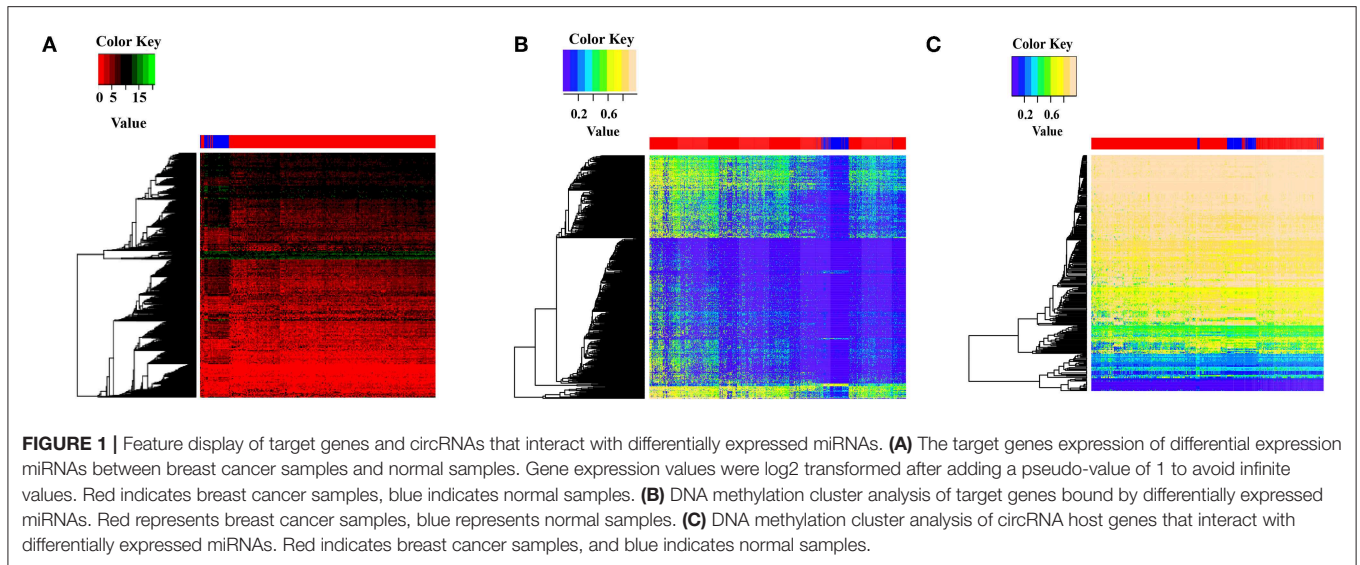 A
Color Key
0 5 15
Value
B
Color Key
0.2 0.6
Value
C
Color Key
0.2 0.6
Value
FIGURE 1 | Feature display of target genes and circRNAs that interact with differentially expressed miRNAs. (A) The target genes expression of differential expression
miRNAs between breast cancer samples and normal samples. Gene expression values were log2 transformed after adding a pseudo-value of 1 to avoid infinite
values. Red indicates breast cancer samples, blue indicates normal samples. (B) DNA methylation cluster analysis of target genes bound by differentially expressed
miRNAs. Red represents breast cancer samples, blue represents normal samples. (C) DNA methylation cluster analysis of circRNA host genes that interact with
differentially expressed miRNAs. Red indicates breast cancer samples, and blue indicates normal samples.